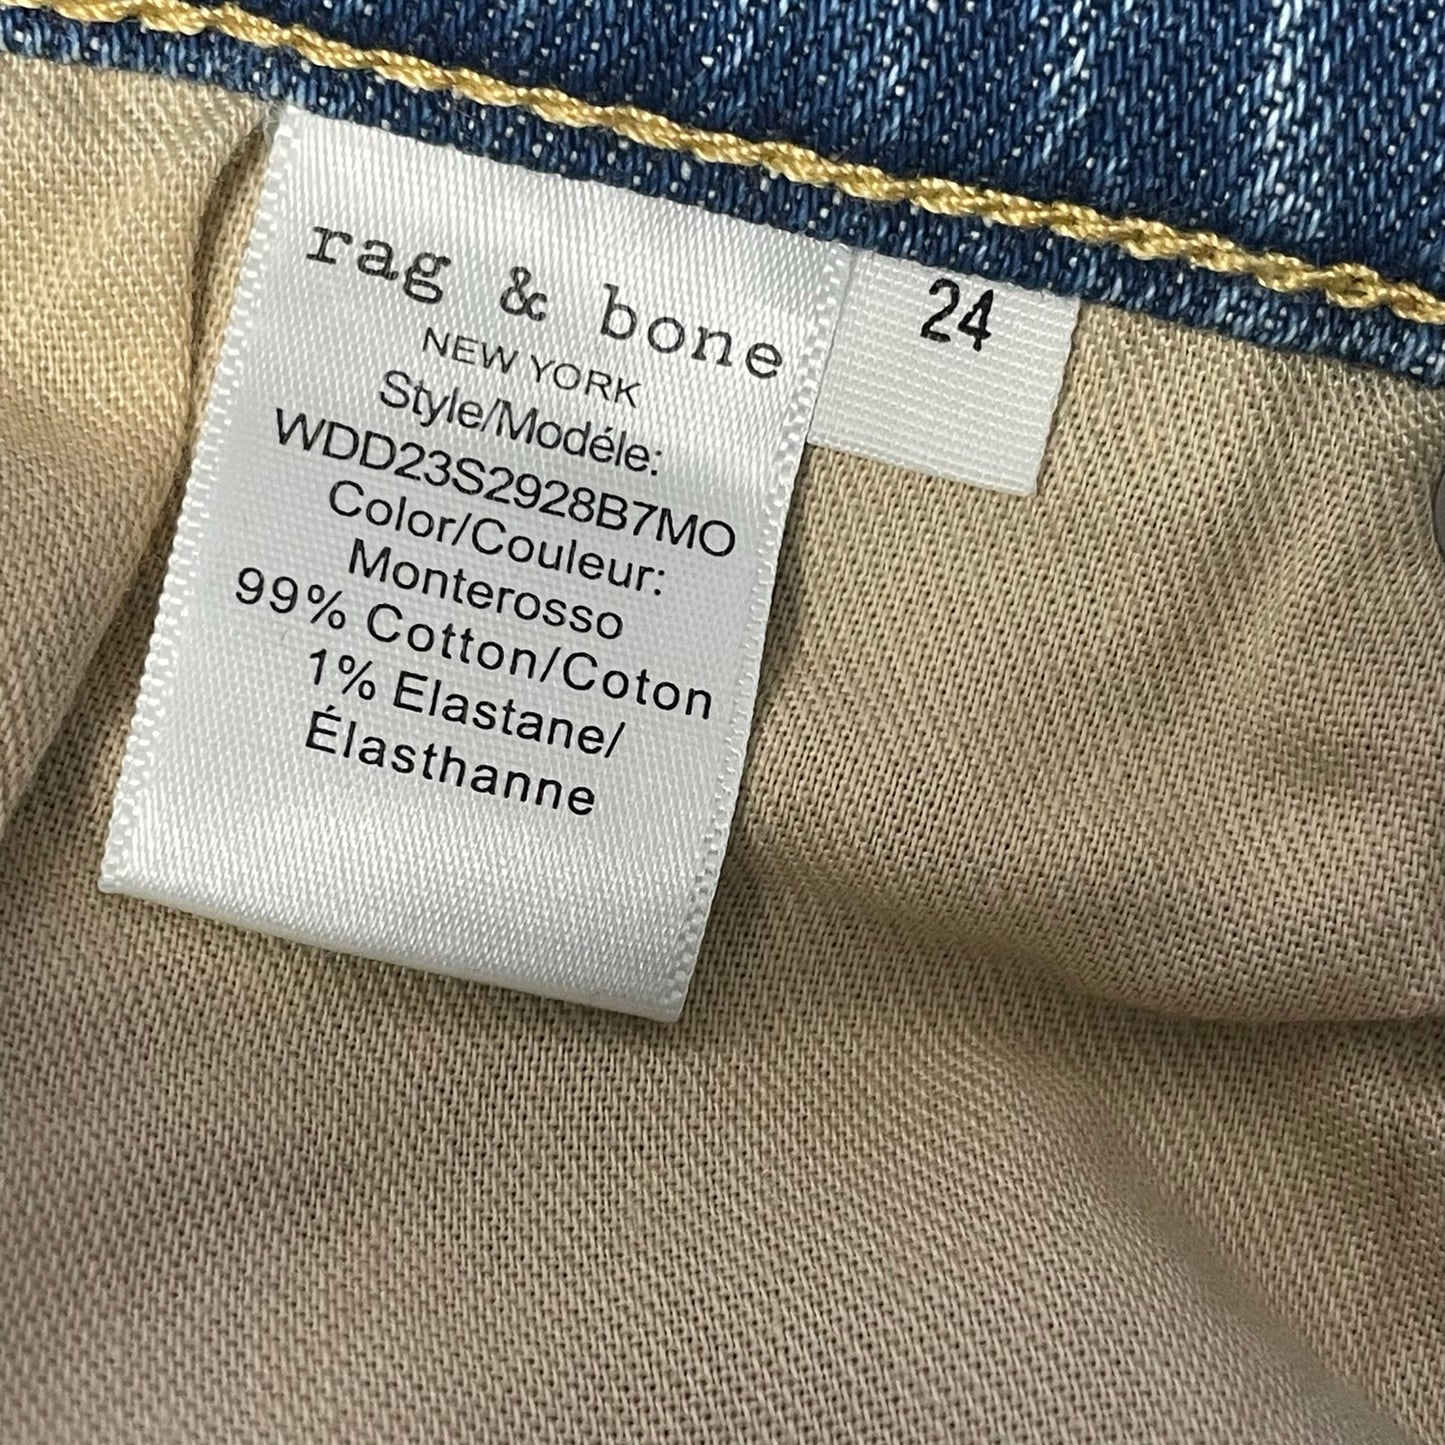 rag & bone
NEW YORK
Style/Modéle:
WDD23S2928B7MO
Color/Couleur:
Monterosso
99% Cotton/Coton
1% Elastane/
Élasthanne
24